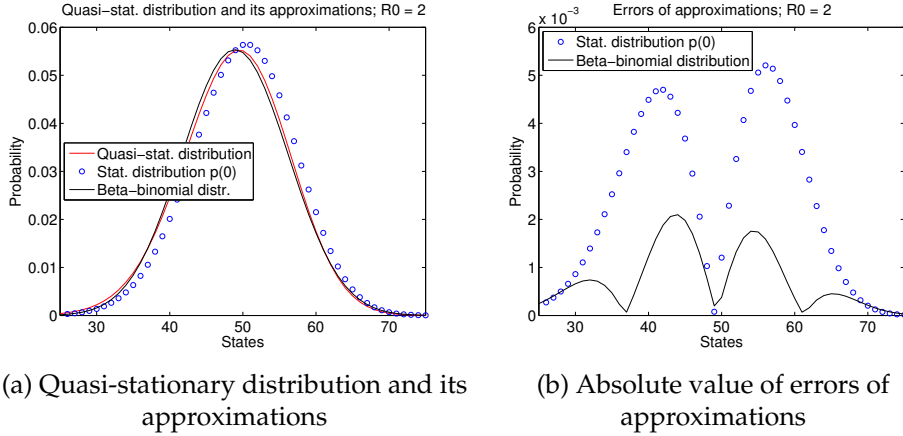 Quasi−stat. distribution and its approximations; R0 = 2
0.06
0.05
0.04
0.03
0.02
0.01
0
Probability
Quasi−stat. distribution
Stat. distribution p(0)
Beta−binomial distr.
30 40 50 60 70
States
(a) Quasi-stationary distribution and its
approximations
Errors of approximations; R0 = 2
6 x 10⁻³
5
4
3
2
1
0
Probability
Stat. distribution p(0)
Beta−binomial distribution
30 40 50 60 70
States
(b) Absolute value of errors of
approximations